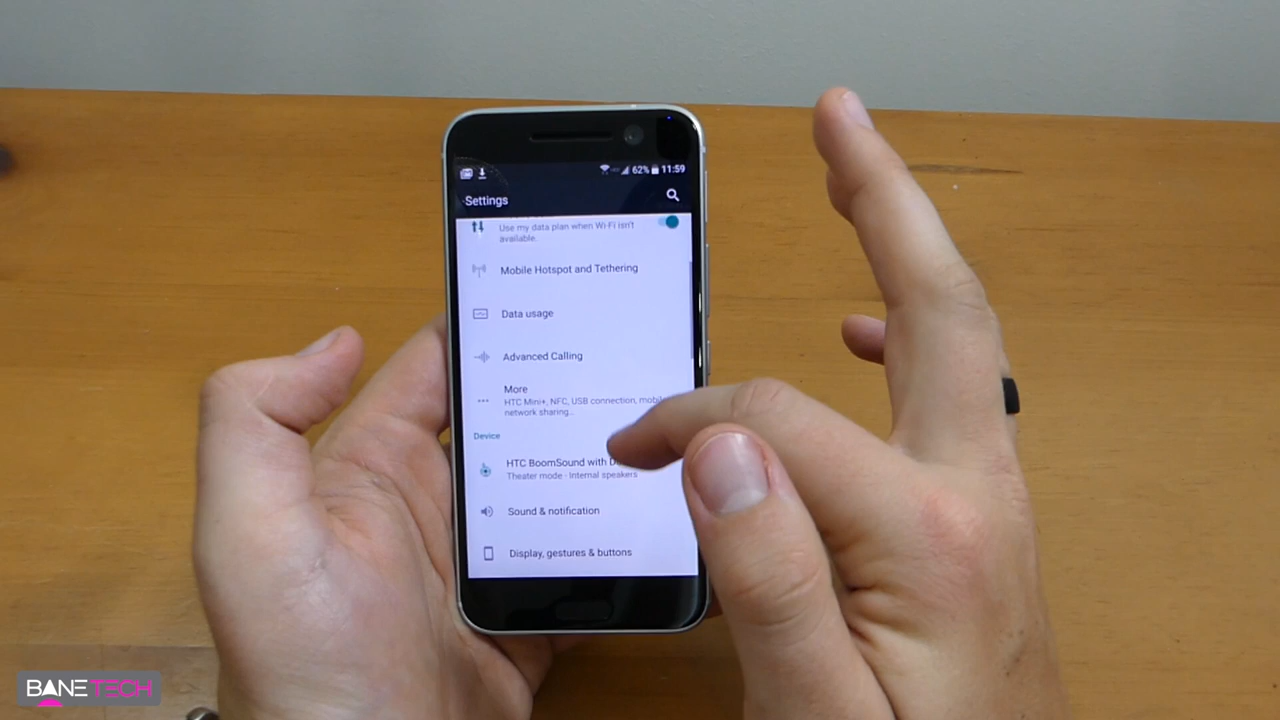 62% 11:59
Settings
Use my data plan when Wi-Fi isn't
available.
Mobile Hotspot and Tethering
Data usage
Advanced Calling
More
HTC Mini+, NFC, USB connection, mobile
network sharing...
Device
HTC BoomSound with
Theater mode - Internal speakers
Sound & notification
Display, gestures & buttons
BANETECH